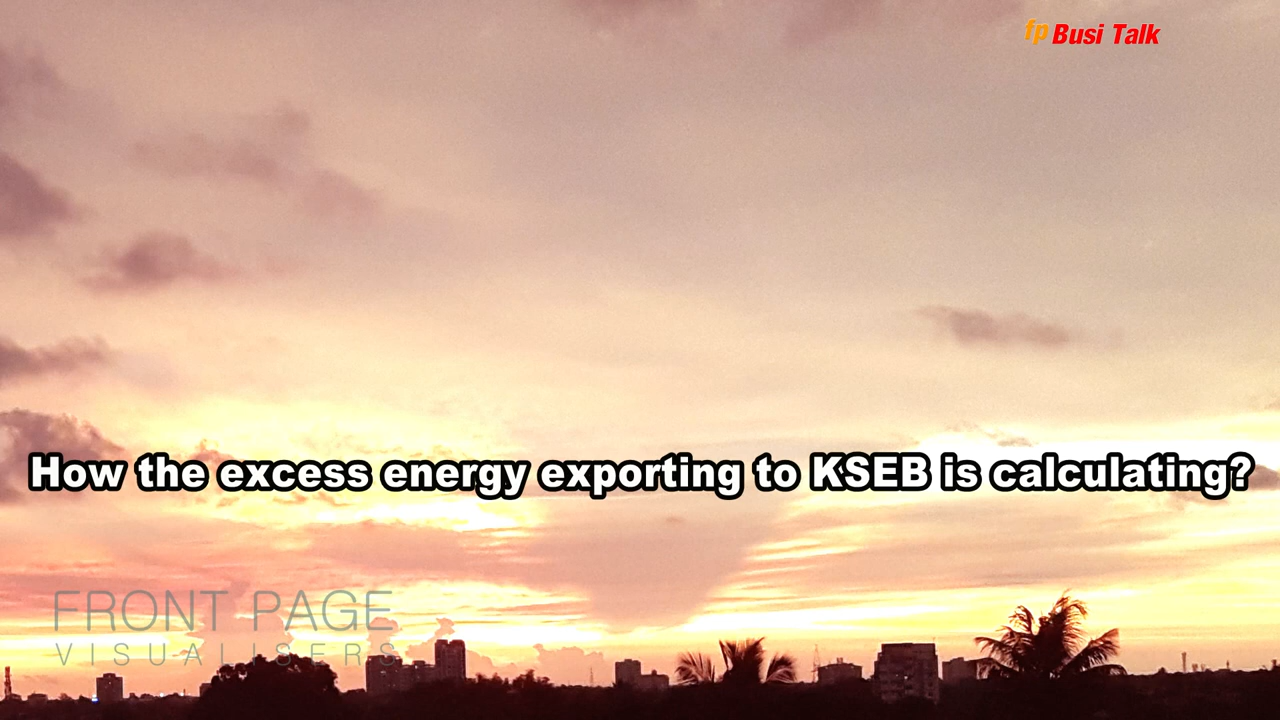 fp Busi Talk
How the excess energy exporting to KSEB is calculating?
FRONT PAGE
VISUALISERS